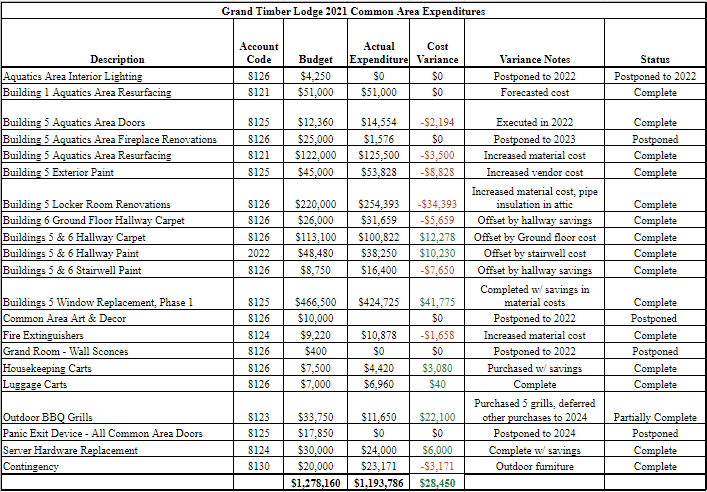 Grand Timber Lodge 2021 Common Area Expenditures
Description Account Code Budget Actual Expenditure Cost Variance Variance Notes Status
Aquatics Area Interior Lighting 8126 $4,250 $0 $0 Postponed to 2022 Postponed to 2022
Building 1 Aquatics Area Resurfacing 8121 $51,000 $51,000 $0 Forecasted cost Complete
Building 5 Aquatics Area Doors 8125 $12,360 $14,554 -$2,194 Executed in 2022 Complete
Building 5 Aquatics Area Fireplace Renovations 8126 $25,000 $1,576 $0 Postponed to 2023 Postponed
Building 5 Aquatics Area Resurfacing 8121 $122,000 $125,500 -$3,500 Increased material cost Complete
Building 5 Exterior Paint 8125 $45,000 $53,828 -$8,828 Increased vendor cost Complete
Building 5 Locker Room Renovations 8126 $220,000 $254,393 -$34,393 Increased material cost, pipe insulation in attic Complete
Building 6 Ground Floor Hallway Carpet 8126 $26,000 $31,659 -$5,659 Offset by hallway savings Complete
Buildings 5 & 6 Hallway Carpet 8126 $113,100 $100,822 $12,278 Offset by Ground floor cost Complete
Buildings 5 & 6 Hallway Paint 2022 $48,480 $38,250 $10,230 Offset by stairwell cost Complete
Buildings 5 & 6 Stairwell Paint 8126 $8,750 $16,400 -$7,650 Offset by hallway savings Complete
Buildings 5 Window Replacement, Phase 1 8125 $466,500 $424,725 $41,775 Completed w/ savings in material costs Complete
Common Area Art & Decor 8126 $10,000 $0 Postponed to 2022 Postponed
Fire Extinguishers 8124 $9,220 $10,878 -$1,658 Increased material cost Complete
Grand Room - Wall Sconces 8126 $400 $0 $0 Postponed to 2022 Postponed
Housekeeping Carts 8126 $7,500 $4,420 $3,080 Purchased w/ savings Complete
Luggage Carts 8126 $7,000 $6,960 $40 Complete Complete
Outdoor BBQ Grills 8123 $33,750 $11,650 $22,100 Purchased 5 grills, deferred other purchases to 2024 Partially Complete
Panic Exit Device - All Common Area Doors 8125 $17,850 $0 $0 Postponed to 2024 Postponed
Server Hardware Replacement 8124 $30,000 $24,000 $6,000 Complete w/ savings Complete
Contingency 8130 $20,000 $23,171 -$3,171 Outdoor furniture Complete
$1,278,160 $1,193,786 $28,450